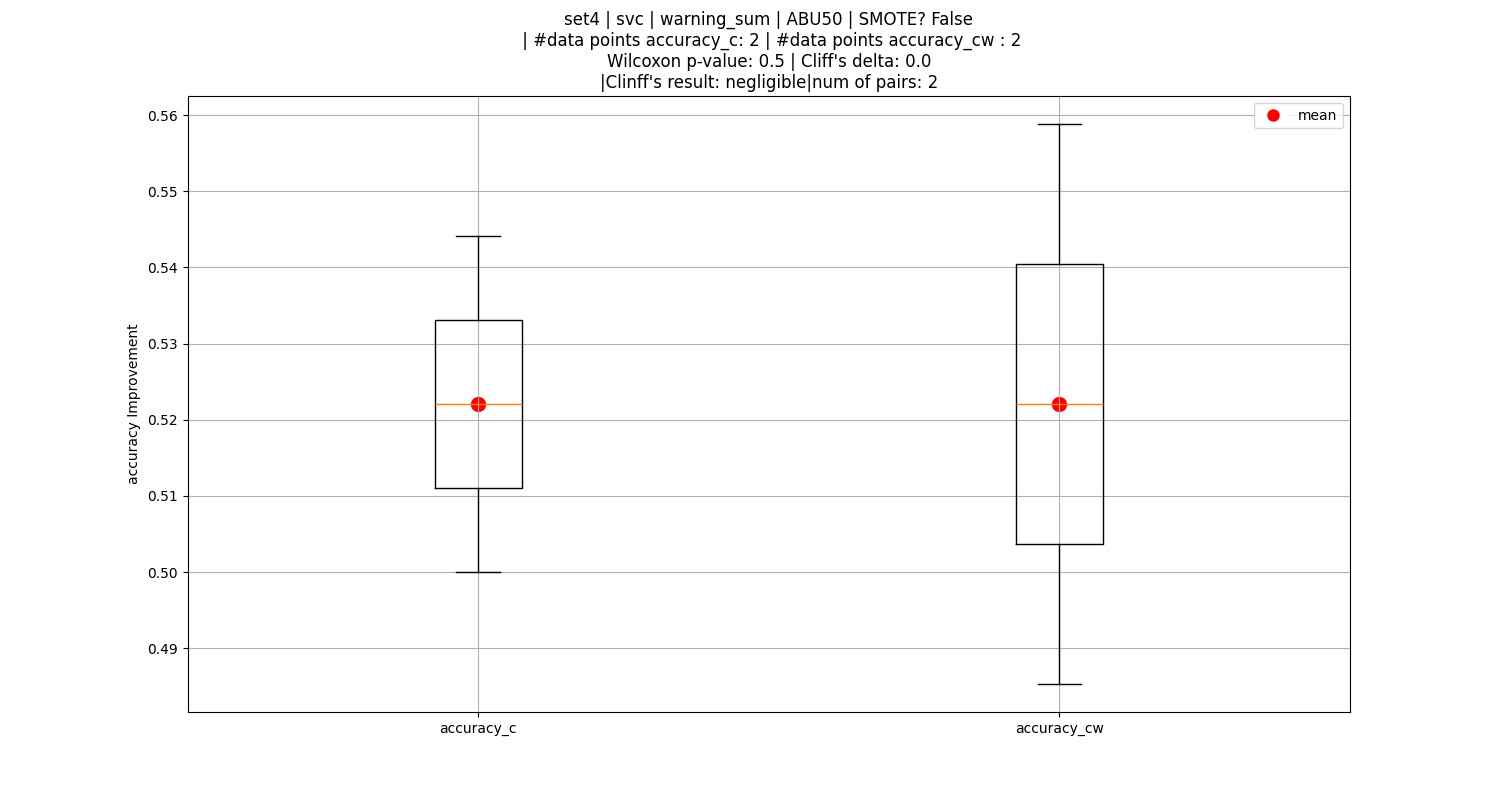 set4 | svc | warning_sum | ABU50 | SMOTE? False
| #data points accuracy_c: 2 | #data points accuracy_cw : 2
Wilcoxon p-value: 0.5 | Cliff's delta: 0.0
|Clinff's result: negligible|num of pairs: 2
mean
0.56
0.55
0.54
0.53
0.52
0.51
0.50
0.49
accuracy Improvement
accuracy_c
accuracy_cw